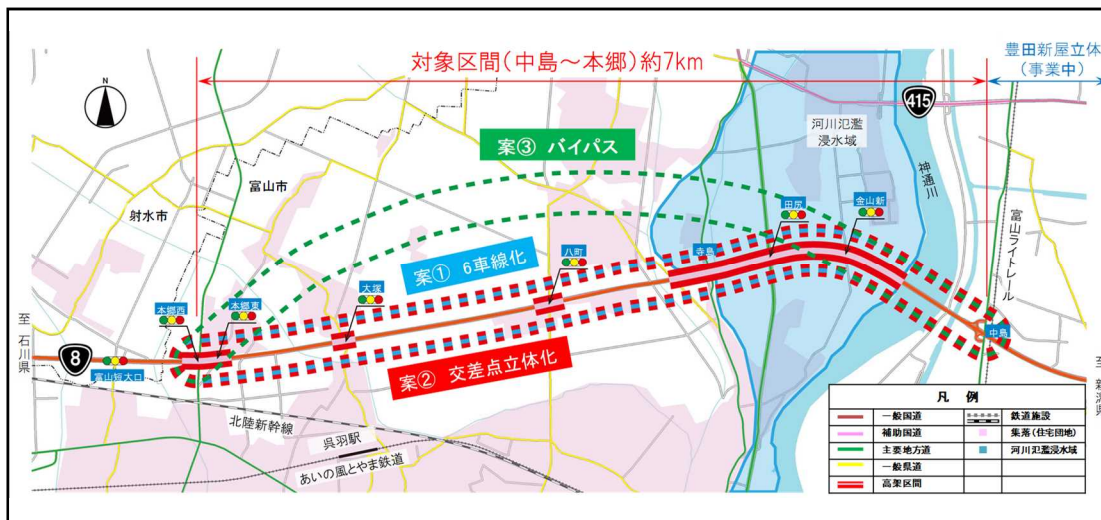 対象区間（中島～本郷）約7km
豊田新屋立体
（事業中）
N
415
河川氾濫
浸水域
案③ バイパス
神通川
富山市
射水市
田尻
金山新
富山ライトレール
寺島
案① 6車線化
八町
大塚
本郷西
本郷東
中島
至 石川県
8
富山短大口
案② 交差点立体化
至 新潟県
北陸新幹線
呉羽駅
あいの風とやま鉄道
凡 例
一般国道
鉄道施設
補助国道
集落（住宅団地）
主要地方道
河川氾濫浸水域
一般県道
高架区間